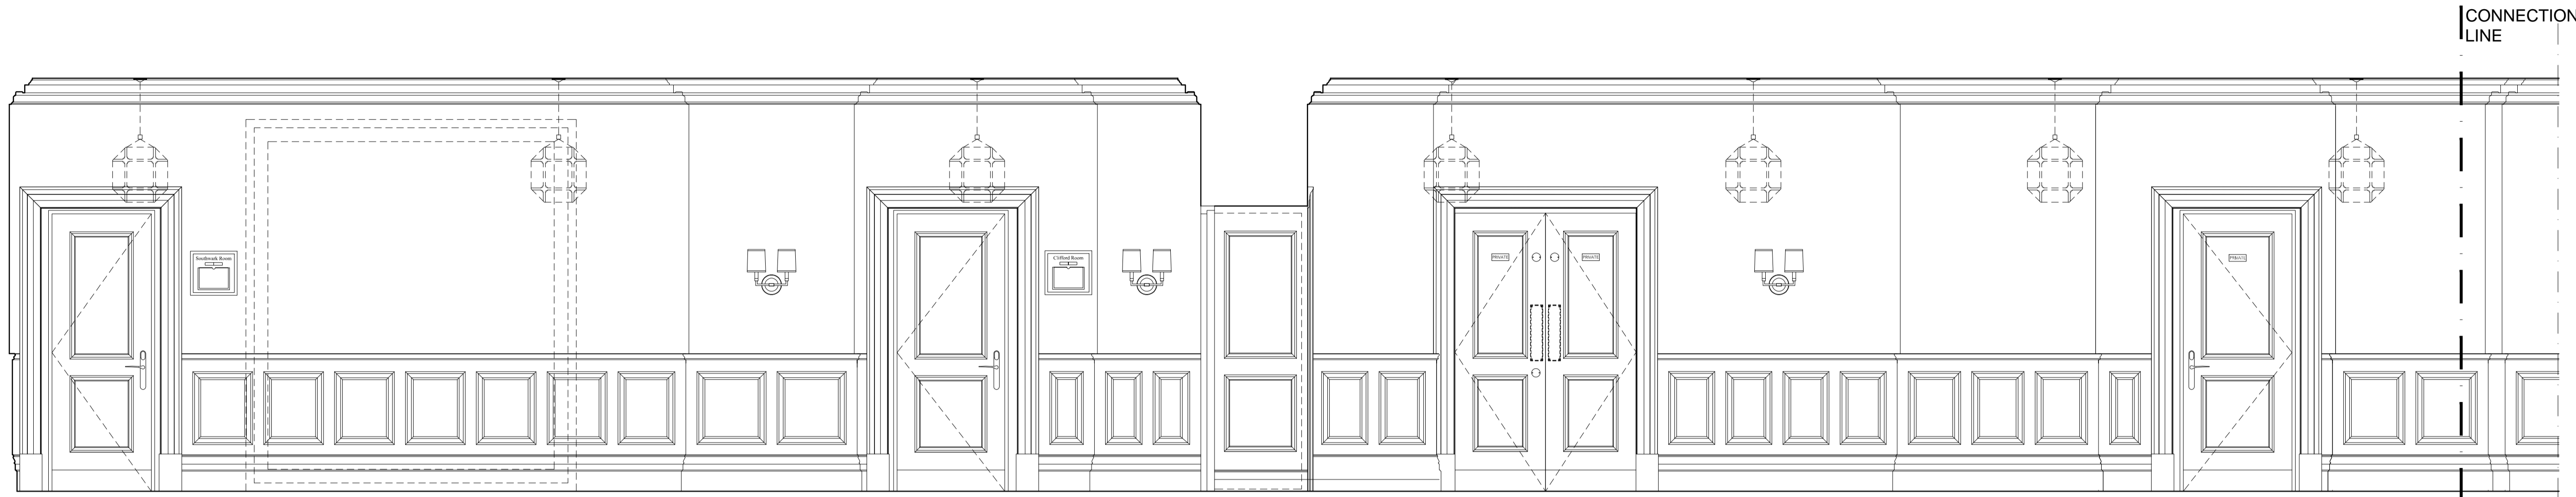 CONNECTION
LINE
Southwark Room
Clifford Room
PRIVATE
PRIVATE
PRIVATE